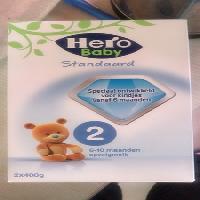 Hero
Baby
Standaard
Speciaal ontwikkeld
voor kindjes
vanaf 6 maanden
2
6-10 maanden
opvolgmelk
2x400g